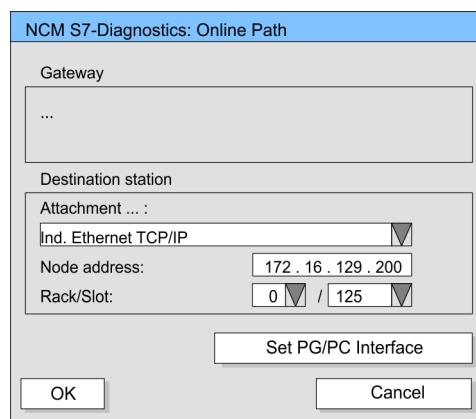 NCM S7-Diagnostics: Online Path
Gateway
...
Destination station
Attachment ... :
Ind. Ethernet TCP/IP
Node address: 172 . 16 . 129 . 200
Rack/Slot: 0 / 125
Set PG/PC Interface
OK Cancel